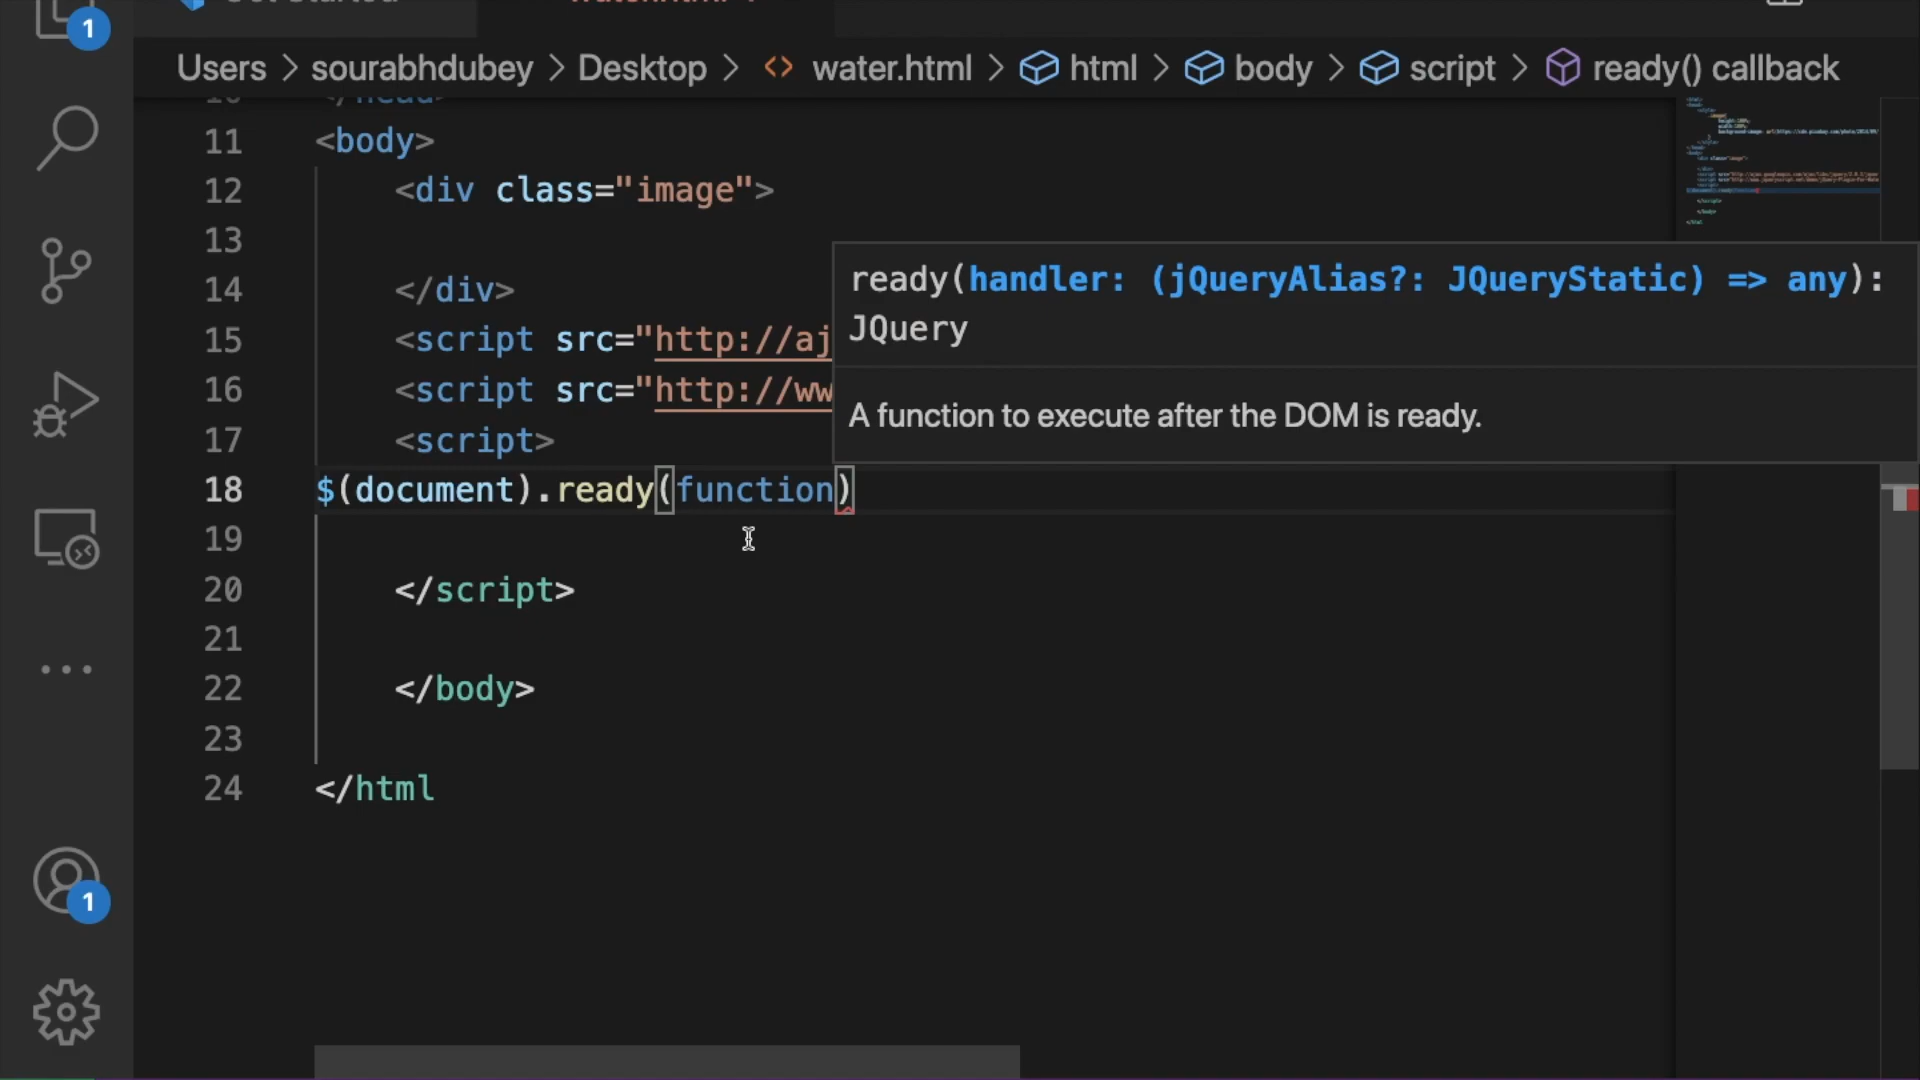 1
Users > sourabhdubey > Desktop > <> water.html > html > body > script > ready() callback
11 <body>
12 <div class="image">
13
14 </div>
15 <script src="http://aj
16 <script src="http://ww
17 <script>
18 $(document).ready(function)
19
20 </script>
21
22 </body>
23
24 </html
ready(handler: (jQueryAlias?: JQueryStatic) => any):
JQuery
A function to execute after the DOM is ready.
1